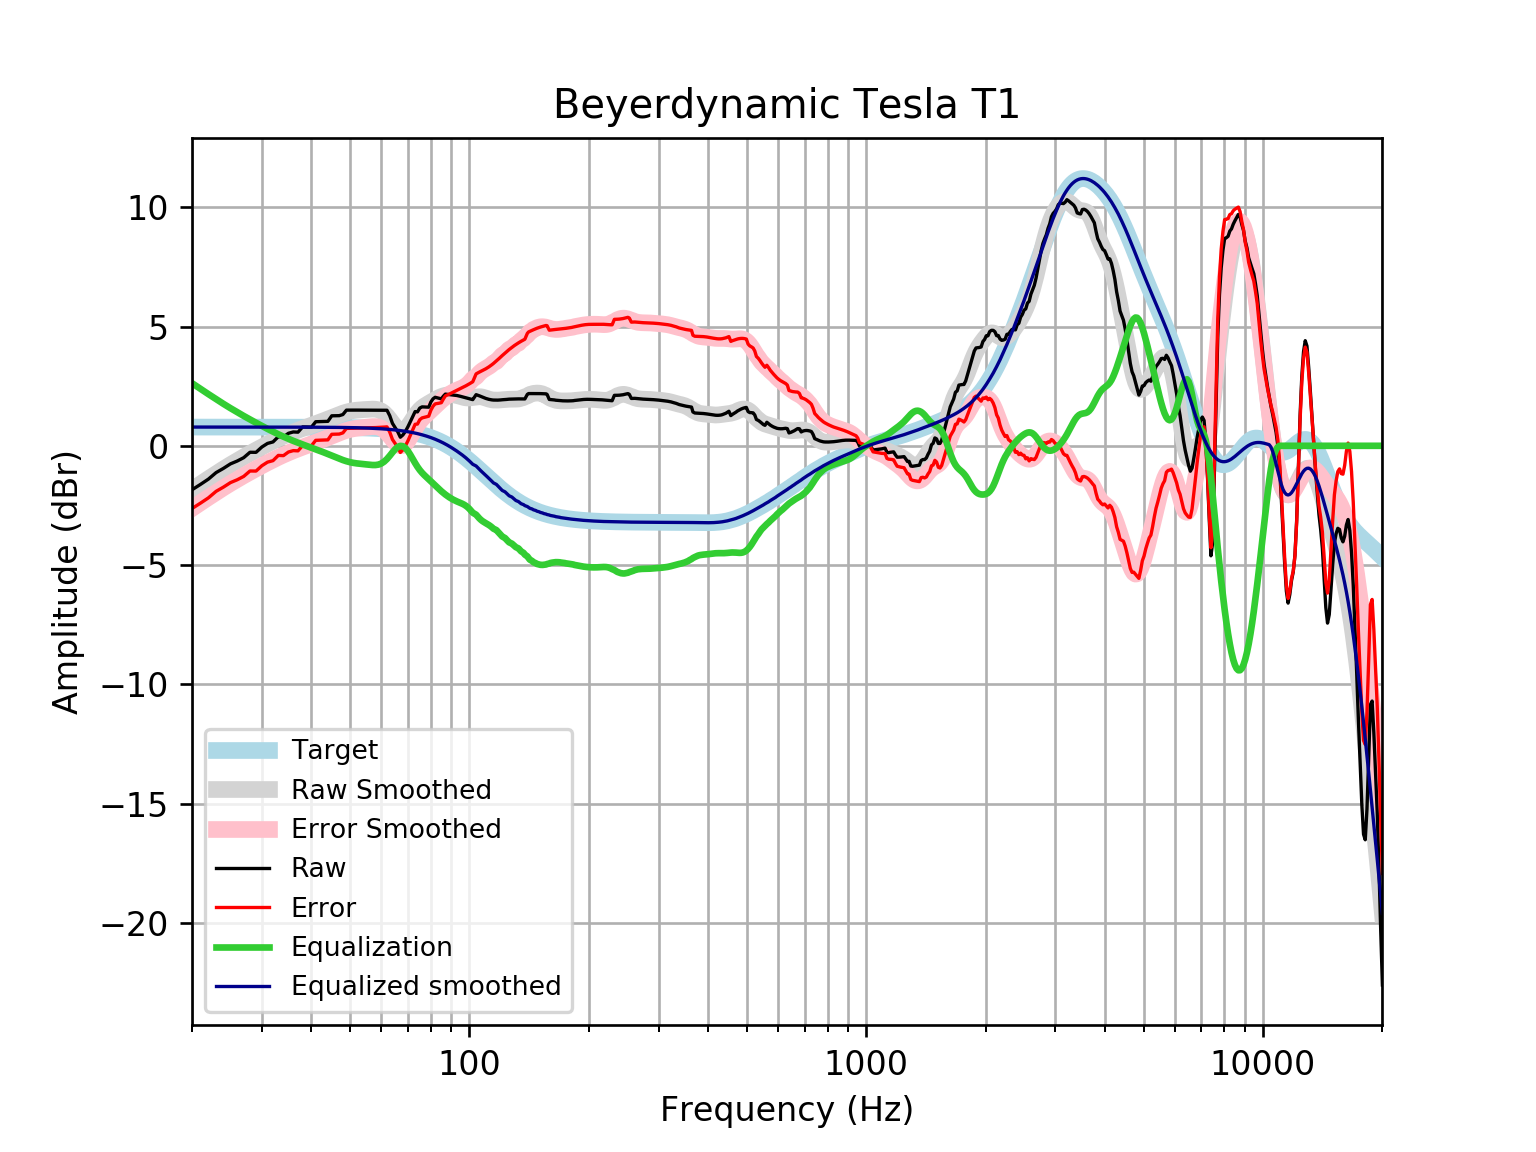 Beyerdynamic Tesla T1
10
5
0
−5
−10
−15
−20
Amplitude (dBr)
Target
Raw Smoothed
Error Smoothed
Raw
Error
Equalization
Equalized smoothed
100
1000
10000
Frequency (Hz)